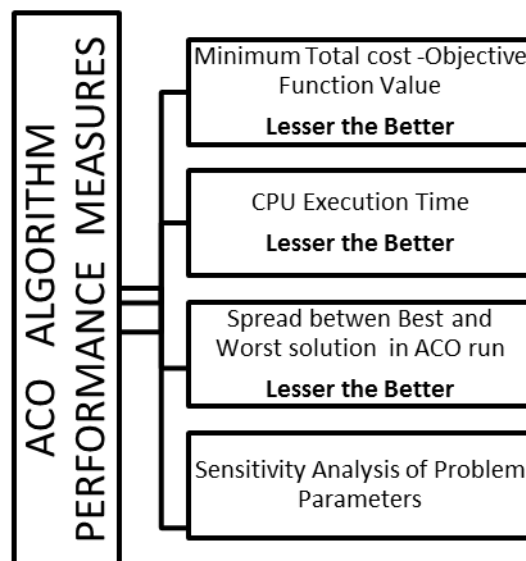 ACO ALGORITHM
PERFORMANCE MEASURES
Minimum Total cost -Objective
Function Value
Lesser the Better
CPU Execution Time
Lesser the Better
Spread betwen Best and
Worst solution in ACO run
Lesser the Better
Sensitivity Analysis of Problem
Parameters